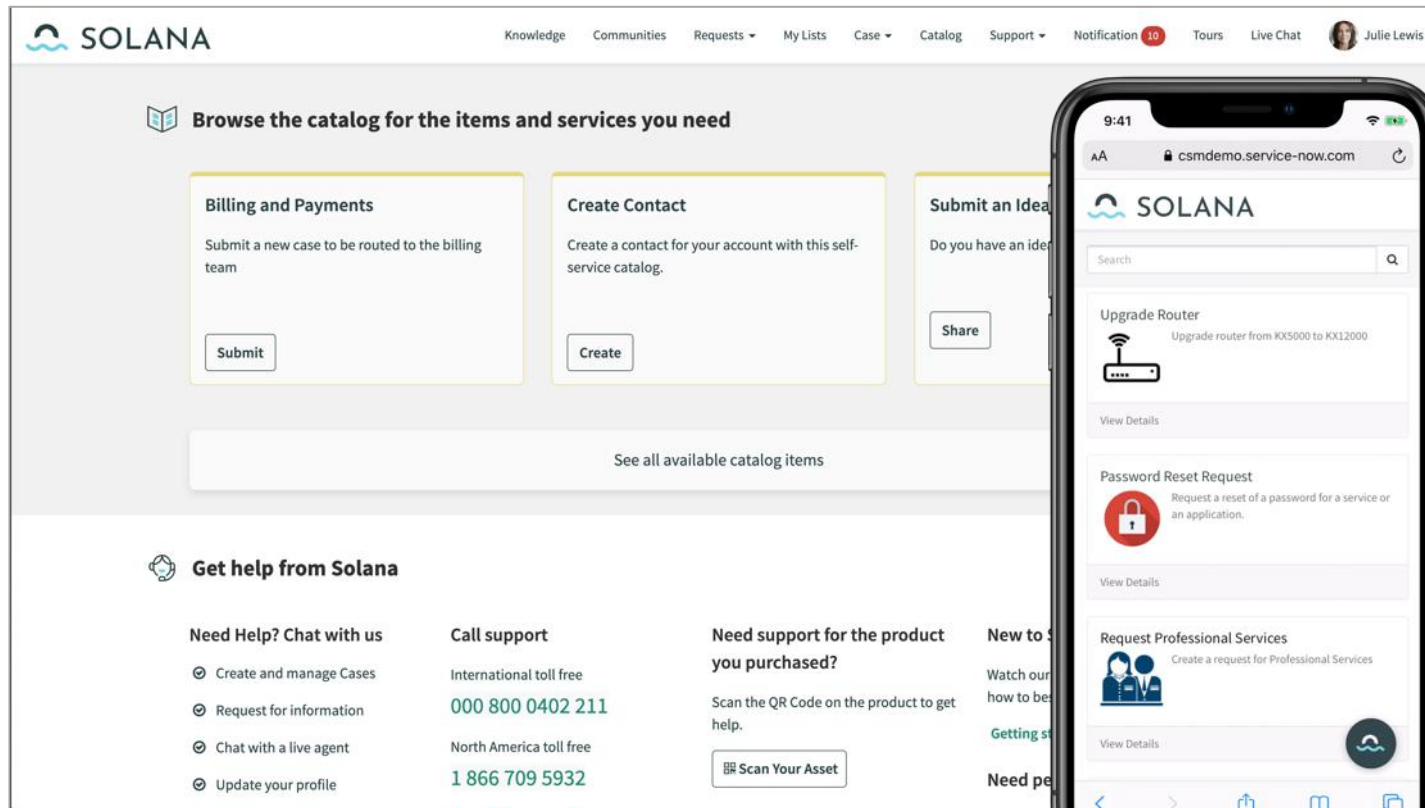 SOLANA
Knowledge Communities Requests My Lists Case Catalog Support Notification 10 Tours Live Chat Julie Lewis
Browse the catalog for the items and services you need
Billing and Payments
Submit a new case to be routed to the billing
team
Submit
Create Contact
Create a contact for your account with this self-
service catalog.
Create
Submit an Idea
Do you have an
Share
See all available catalog items
Get help from Solana
Need Help? Chat with us
Create and manage Cases
Request for information
Chat with a live agent
Update your profile
Call support
International toll free
000 800 0402 211
North America toll free
1 866 709 5932
Need support for the product
you purchased?
Scan the QR Code on the product to get
help.
Scan Your Asset
New to
Watch our
how to
Getting
Need
9:41
AA csmdemo.service-now.com
SOLANA
Search
Upgrade Router
Upgrade router from KX5000 to KX12000
View Details
Password Reset Request
Request a reset of a password for a service or
an application.
View Details
Request Professional Services
Create a request for Professional Services
View Details